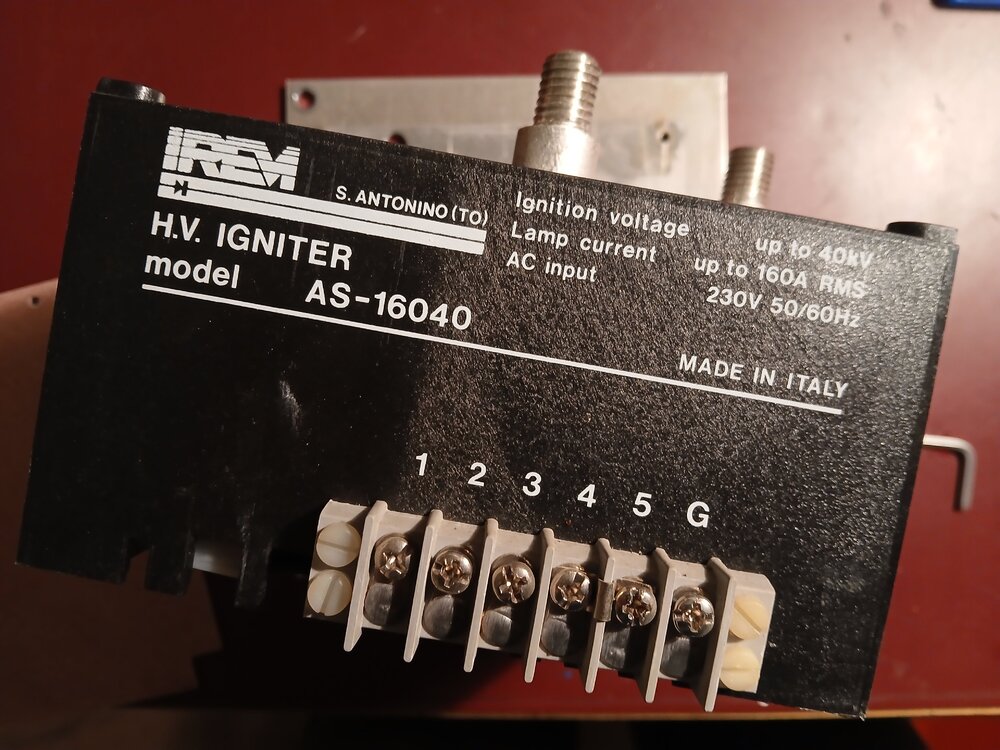 IREM
S. ANTONINO (TO)
H.V. IGNITER
model AS-16040
Ignition voltage up to 40kV
Lamp current up to 160A RMS
AC input 230V 50/60Hz
MADE IN ITALY
1 2 3 4 5 G